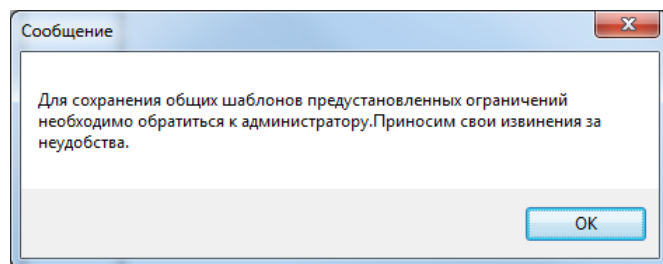 Сообщение
Для сохранения общих шаблонов предустановленных ограничений
необходимо обратиться к администратору.Приносим свои извинения за
неудобства.
OK